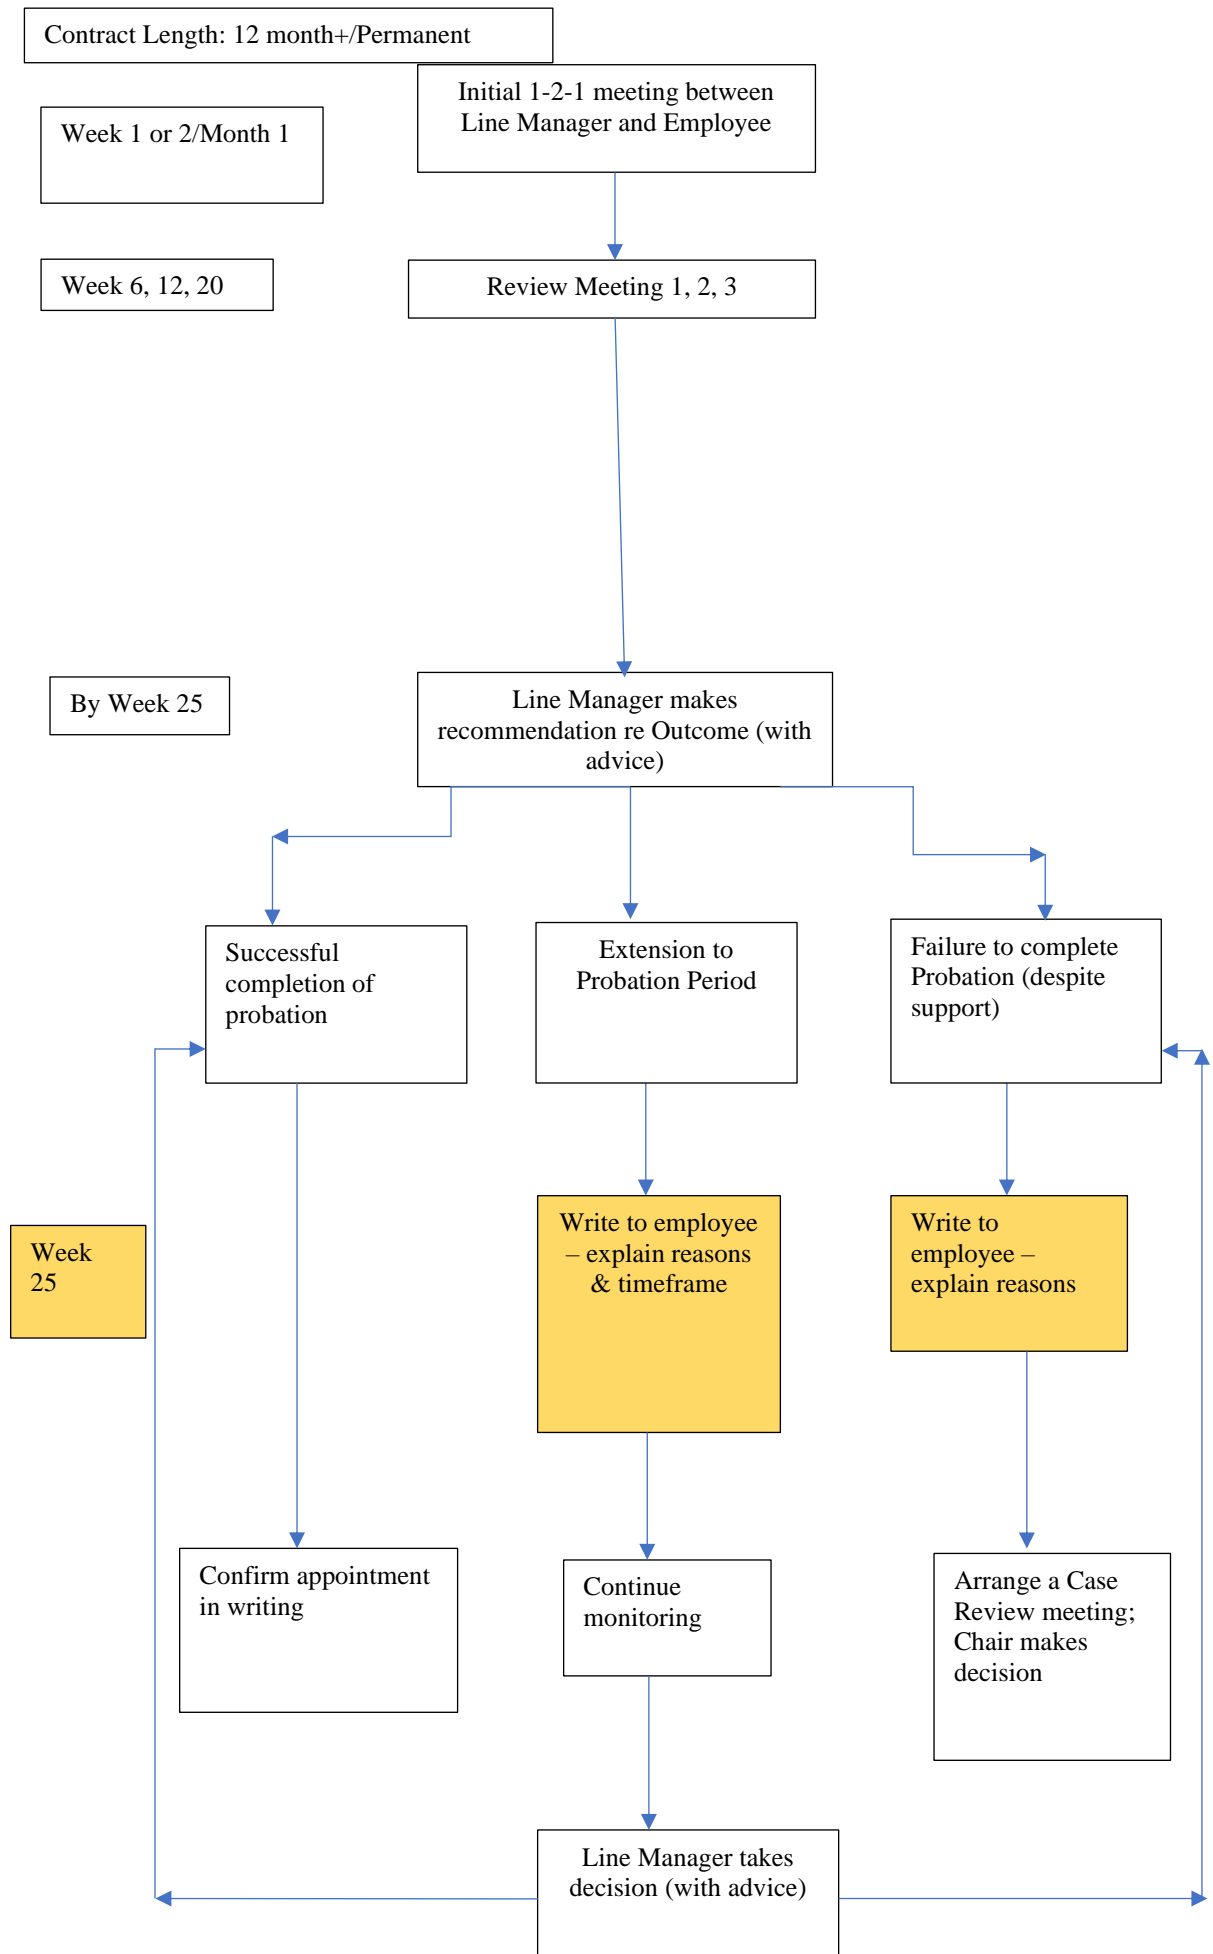 Contract Length: 12 month+/Permanent
Initial 1-2-1 meeting between
Line Manager and Employee
Week 1 or 2/Month 1
Week 6, 12, 20
Review Meeting 1, 2, 3
By Week 25
Line Manager makes
recommendation re Outcome (with
advice)
Successful
completion of
probation
Extension to
Probation Period
Failure to complete
Probation (despite
support)
Week
25
Write to employee
– explain reasons
& timeframe
Write to
employee –
explain reasons
Confirm appointment
in writing
Continue
monitoring
Arrange a Case
Review meeting;
Chair makes
decision
Line Manager takes
decision (with advice)